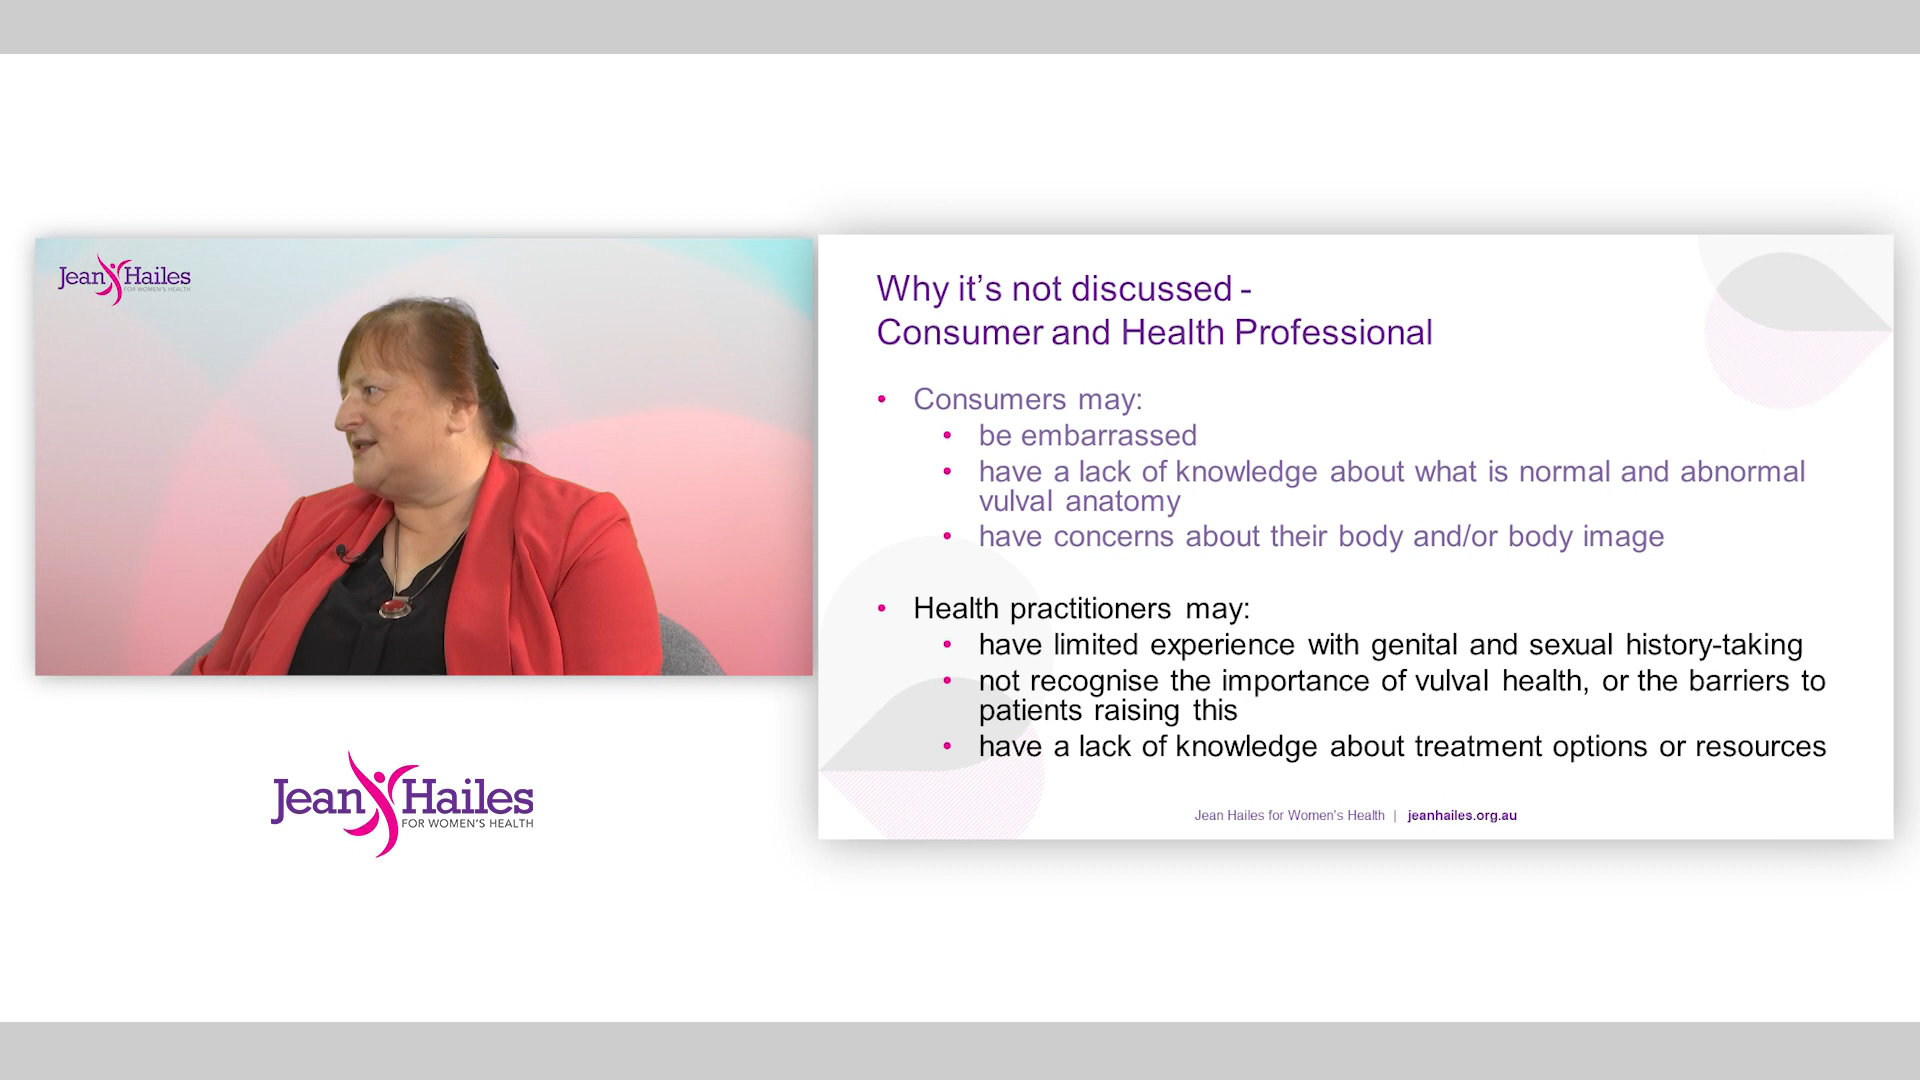 Jean Hailes
FOR WOMEN'S HEALTH
Jean Hailes
FOR WOMEN'S HEALTH
Why it’s not discussed -
Consumer and Health Professional
• Consumers may:
• be embarrassed
• have a lack of knowledge about what is normal and abnormal
vulval anatomy
• have concerns about their body and/or body image
• Health practitioners may:
• have limited experience with genital and sexual history-taking
• not recognise the importance of vulval health, or the barriers to
patients raising this
• have a lack of knowledge about treatment options or resources
Jean Hailes for Women's Health | jeanhailes.org.au